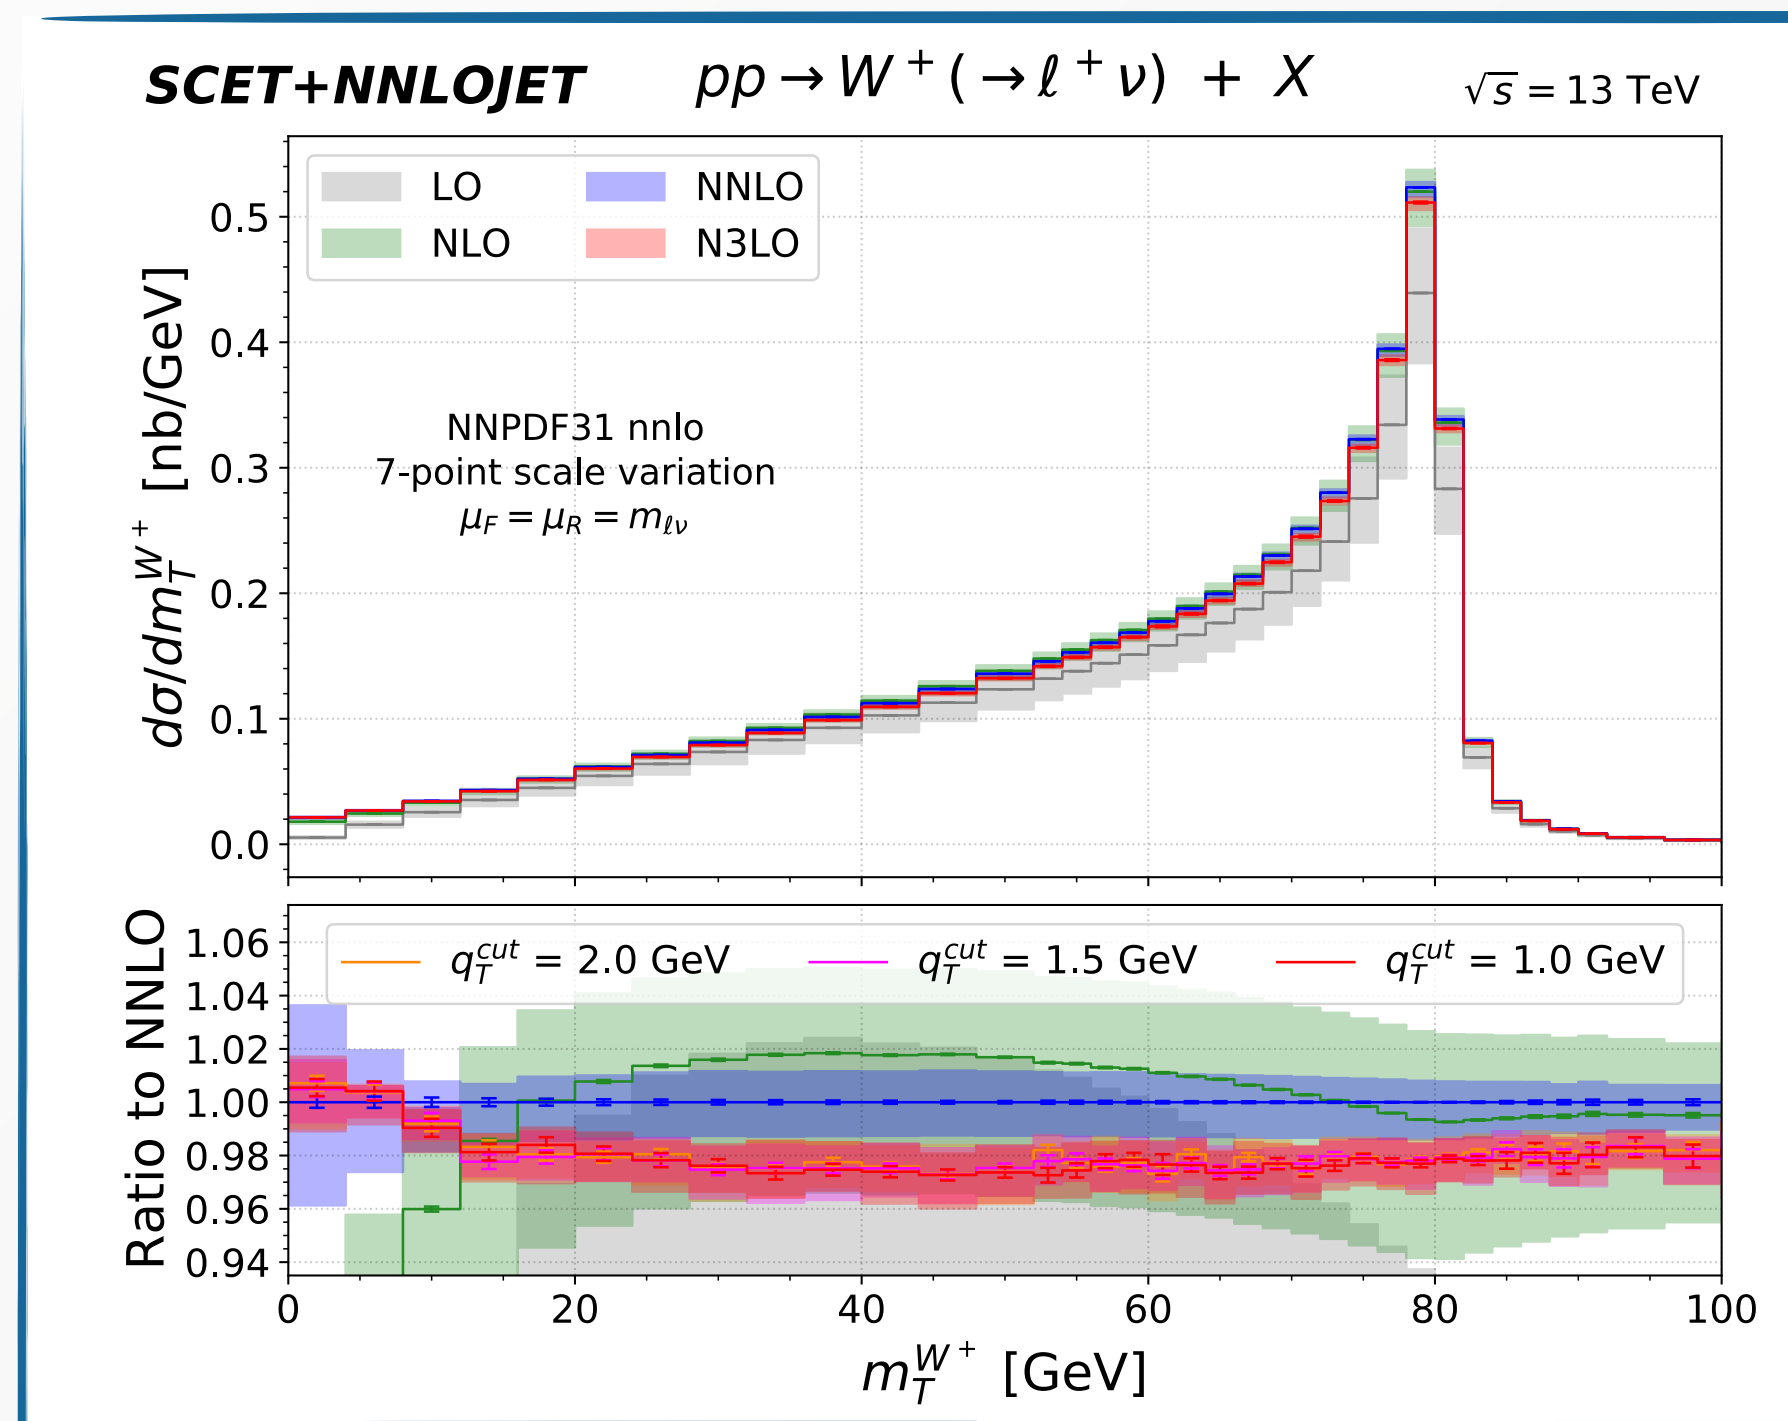 SCET+NNLOJET pp → W⁺(→ℓ⁺ν) + X √s = 13 TeV
LO NNLO
NLO N3LO
NNPDF31 nnlo
7-point scale variation
μ_F = μ_R = m_ℓν
dσ/dm_T^{W⁺} [nb/GeV]
0.5
0.4
0.3
0.2
0.1
0.0
q_T^{cut} = 2.0 GeV q_T^{cut} = 1.5 GeV q_T^{cut} = 1.0 GeV
Ratio to NNLO
1.06
1.04
1.02
1.00
0.98
0.96
0.94
0 20 40 60 80 100
m_T^{W⁺} [GeV]